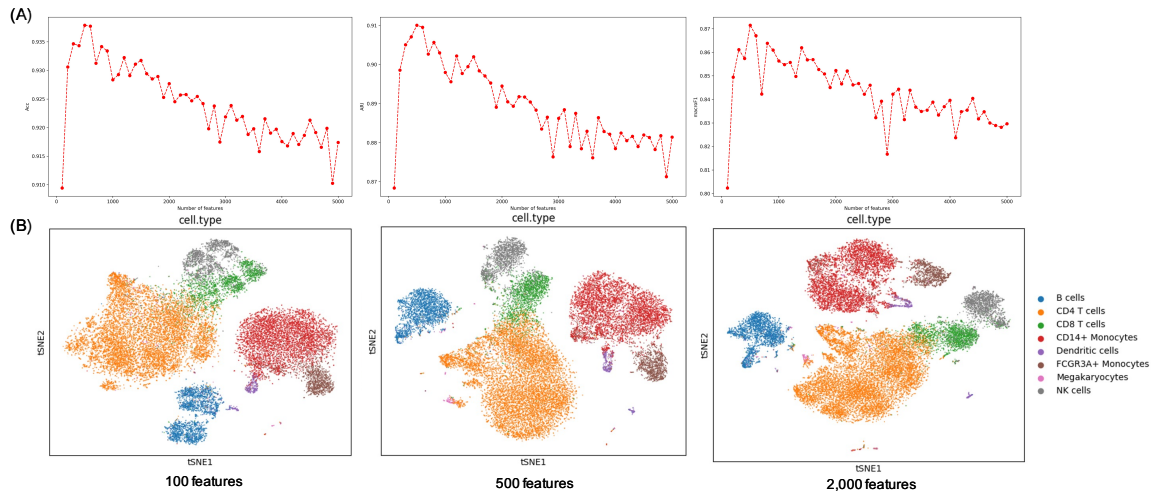 (A)
0.935
0.930
0.925
0.920
0.915
0.910
Acc
0 1000 2000 3000 4000 5000
Number of features
0.91
0.90
0.89
0.88
0.87
ARI
0 1000 2000 3000 4000 5000
Number of features
0.87
0.86
0.85
0.84
0.83
0.82
0.81
0.80
macroF1
0 1000 2000 3000 4000 5000
Number of features
(B)
cell.type
tSNE2
tSNE1
100 features
cell.type
tSNE2
tSNE1
500 features
cell.type
tSNE2
tSNE1
2,000 features
B cells
CD4 T cells
CD8 T cells
CD14+ Monocytes
Dendritic cells
FCGR3A+ Monocytes
Megakaryocytes
NK cells